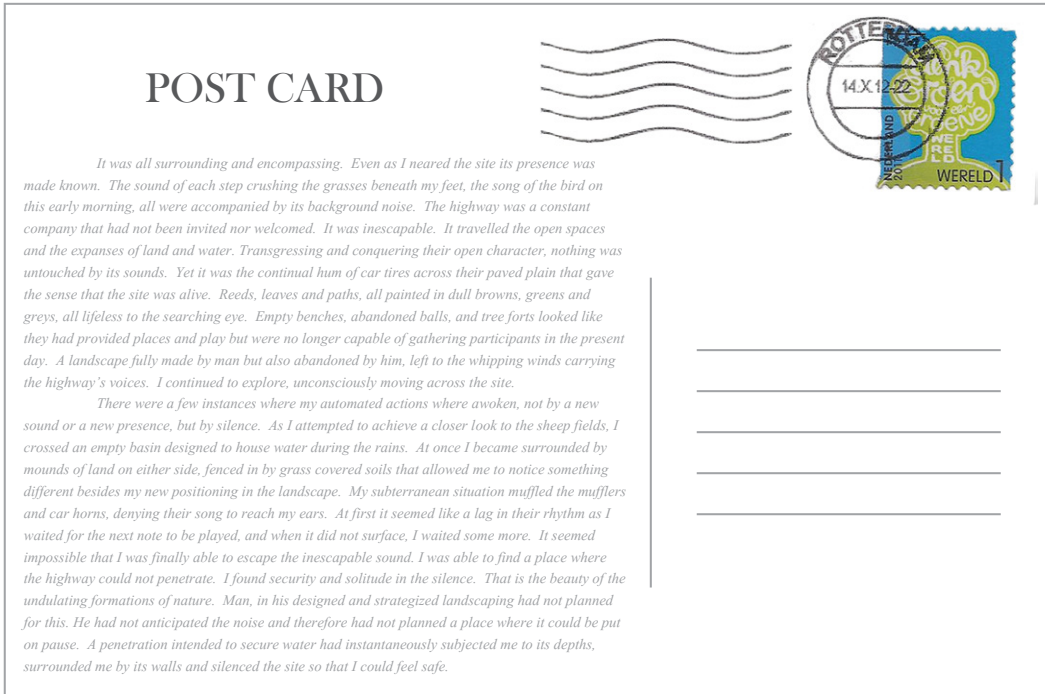 POST CARD
ROTTERDAM
14.X.12-22
denk
groen
voor een
groene
WE
RE
LD
NEDERLAND
2011
WERELD 1
It was all surrounding and encompassing.  Even as I neared the site its presence was
made known.  The sound of each step crushing the grasses beneath my feet, the song of the bird on
this early morning, all were accompanied by its background noise.  The highway was a constant
company that had not been invited nor welcomed.  It was inescapable.  It travelled the open spaces
and the expanses of land and water. Transgressing and conquering their open character, nothing was
untouched by its sounds.  Yet it was the continual hum of car tires across their paved plain that gave
the sense that the site was alive.  Reeds, leaves and paths, all painted in dull browns, greens and
greys, all lifeless to the searching eye.  Empty benches, abandoned balls, and tree forts looked like
they had provided places and play but were no longer capable of gathering participants in the present
day.  A landscape fully made by man but also abandoned by him, left to the whipping winds carrying
the highway's voices.  I continued to explore, unconsciously moving across the site.
There were a few instances where my automated actions where awoken, not by a new
sound or a new presence, but by silence.  As I attempted to achieve a closer look to the sheep fields, I
crossed an empty basin designed to house water during the rains.  At once I became surrounded by
mounds of land on either side, fenced in by grass covered soils that allowed me to notice something
different besides my new positioning in the landscape.  My subterranean situation muffled the mufflers
and car horns, denying their song to reach my ears.  At first it seemed like a lag in their rhythm as I
waited for the next note to be played, and when it did not surface, I waited some more.  It seemed
impossible that I was finally able to escape the inescapable sound. I was able to find a place where
the highway could not penetrate.  I found security and solitude in the silence.  That is the beauty of the
undulating formations of nature.  Man, in his designed and strategized landscaping had not planned
for this. He had not anticipated the noise and therefore had not planned a place where it could be put
on pause.  A penetration intended to secure water had instantaneously subjected me to its depths,
surrounded me by its walls and silenced the site so that I could feel safe.